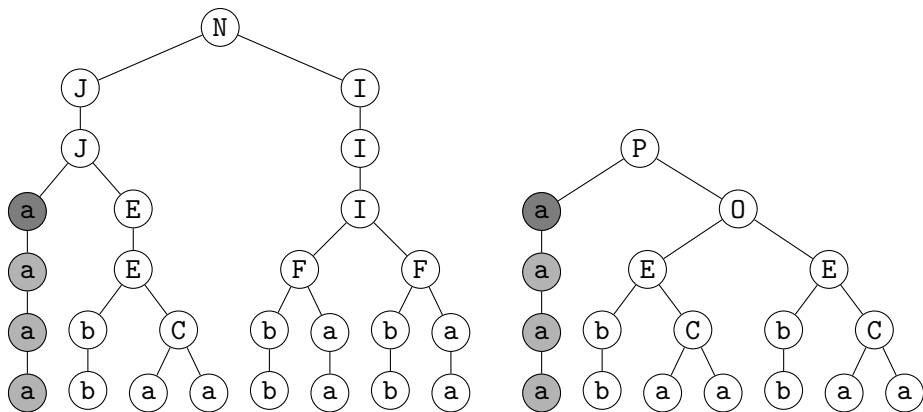 N
J I
J I P
a E I a O
a E F F a E E
a b C b a b a a b C b C
a b a a b a b a a b a a b a a